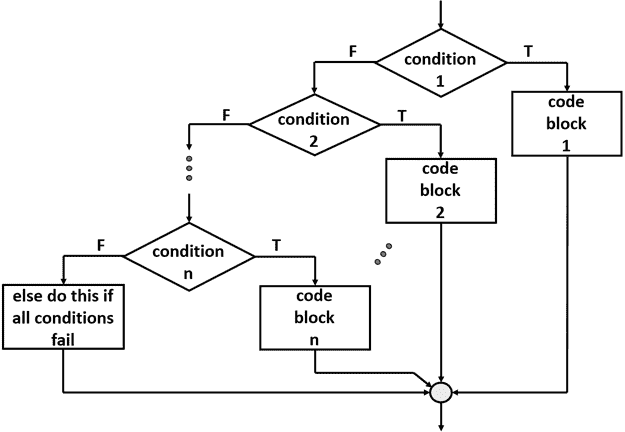 F
condition
1
T
code
block
1
F
condition
2
T
code
block
2
F
condition
n
T
else do this if
all conditions
fail
code
block
n